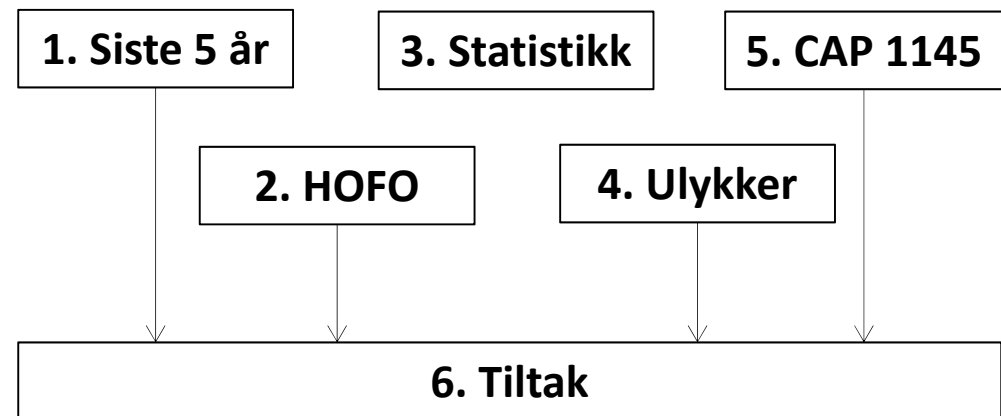 1. Siste 5 år
3. Statistikk
5. CAP 1145
2. HOFO
4. Ulykker
6. Tiltak